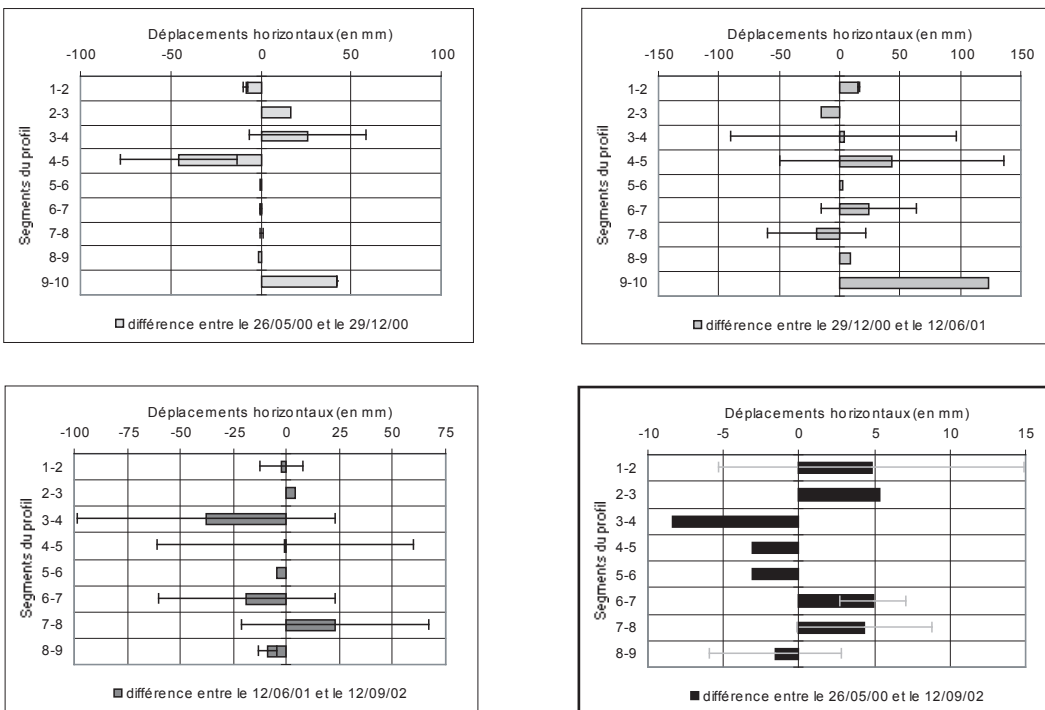 Déplacements horizontaux (en mm)
-100 -50 0 50 100
Segments du profil
1-2
2-3
3-4
4-5
5-6
6-7
7-8
8-9
9-10
différence entre le 26/05/00 et le 29/12/00
Déplacements horizontaux (en mm)
-150 -100 -50 0 50 100 150
Segments du profil
1-2
2-3
3-4
4-5
5-6
6-7
7-8
8-9
9-10
différence entre le 29/12/00 et le 12/06/01
Déplacements horizontaux (en mm)
-100 -75 -50 -25 0 25 50 75
Segments du profil
1-2
2-3
3-4
4-5
5-6
6-7
7-8
8-9
différence entre le 12/06/01 et le 12/09/02
Déplacements horizontaux (en mm)
-10 -5 0 5 10 15
Segments du profil
1-2
2-3
3-4
4-5
5-6
6-7
7-8
8-9
différence entre le 26/05/00 et le 12/09/02